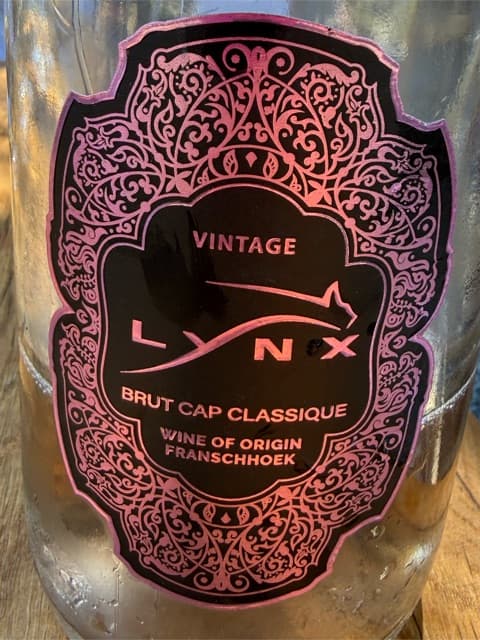 VINTAGE
LYNX
BRUT CAP CLASSIQUE
WINE OF ORIGIN
FRANSCHHOEK